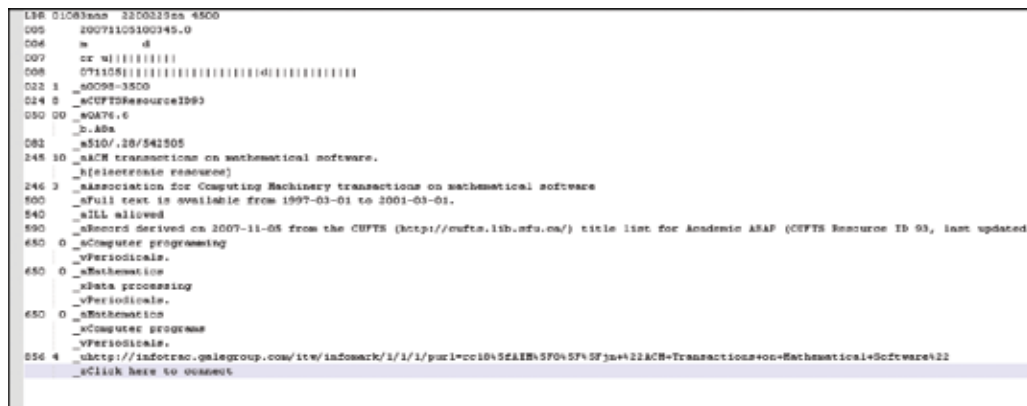 LDR 01083nas  2200229za 4500
005     20071105100345.0
006     m        d
007     cr u||||||||||
008     071105|||||||||||||||||||||d|||||||||||||
022 1  _a0098-3500
024 8  _aCUFTSResourceID93
050 00 _aQA76.6
       _b.A8a
082    _a510/.28/542505
245 10 _aACM transactions on mathematical software.
       _h[electronic resource]
246 3  _aAssociation for Computing Machinery transactions on mathematical software
500    _aFull text is available from 1997-03-01 to 2001-03-01.
540    _aILL allowed
590    _aRecord derived on 2007-11-05 from the CUFTS (http://cufts.lib.sfu.ca/) title list for Academic ASAP (CUFTS Resource ID 93, last updated
650  0 _aComputer programming
       _vPeriodicals.
650  0 _aMathematics
       _xData processing
       _vPeriodicals.
650  0 _aMathematics
       _xComputer programs
       _vPeriodicals.
856 4  _uhttp://infotrac.galegroup.com/itw/infomark/1/1/1/purl=rc18%5fAIM%5F0%5F%5Fjn+%22ACM+Transactions+on+Mathematical+Software%22
       _zClick here to connect